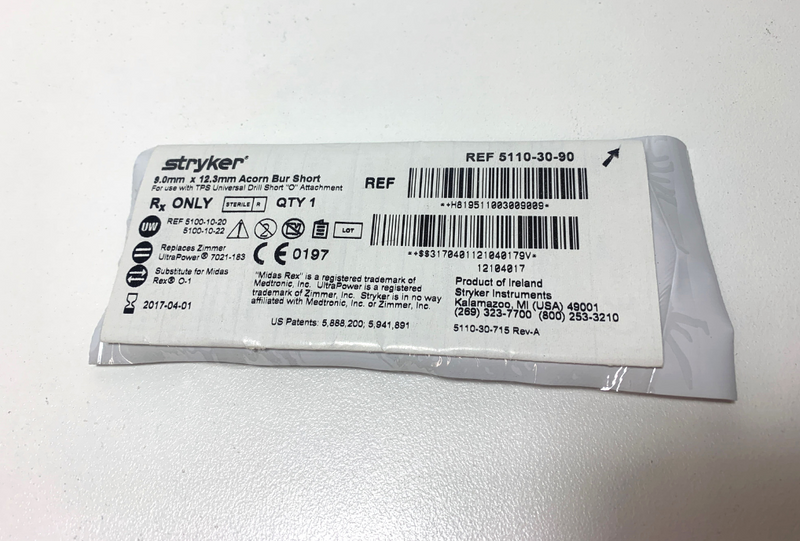 stryker®
REF 5110-30-90
9.0mm x 12.3mm Acorn Bur Short
For use with TPS Universal Drill Short "O" Attachment
REF
*+H819511003009009*
Rx ONLY STERILE R QTY 1
UW REF 5100-10-20
5100-10-22
LOT
*+$$3170401121040179V*
12104017
Replaces Zimmer
UltraPower® 7021-183
CE 0197
Substitute for Midas
Rex® O-1
2017-04-01
"Midas Rex" is a registered trademark of
Medtronic, Inc. UltraPower is a registered
trademark of Zimmer, Inc. Stryker is in no way
affiliated with Medtronic, Inc. or Zimmer, Inc.
Product of Ireland
Stryker Instruments
Kalamazoo, MI (USA) 49001
(269) 323-7700 (800) 253-3210
US Patents: 5,888,200; 5,941,891
5110-30-715 Rev-A